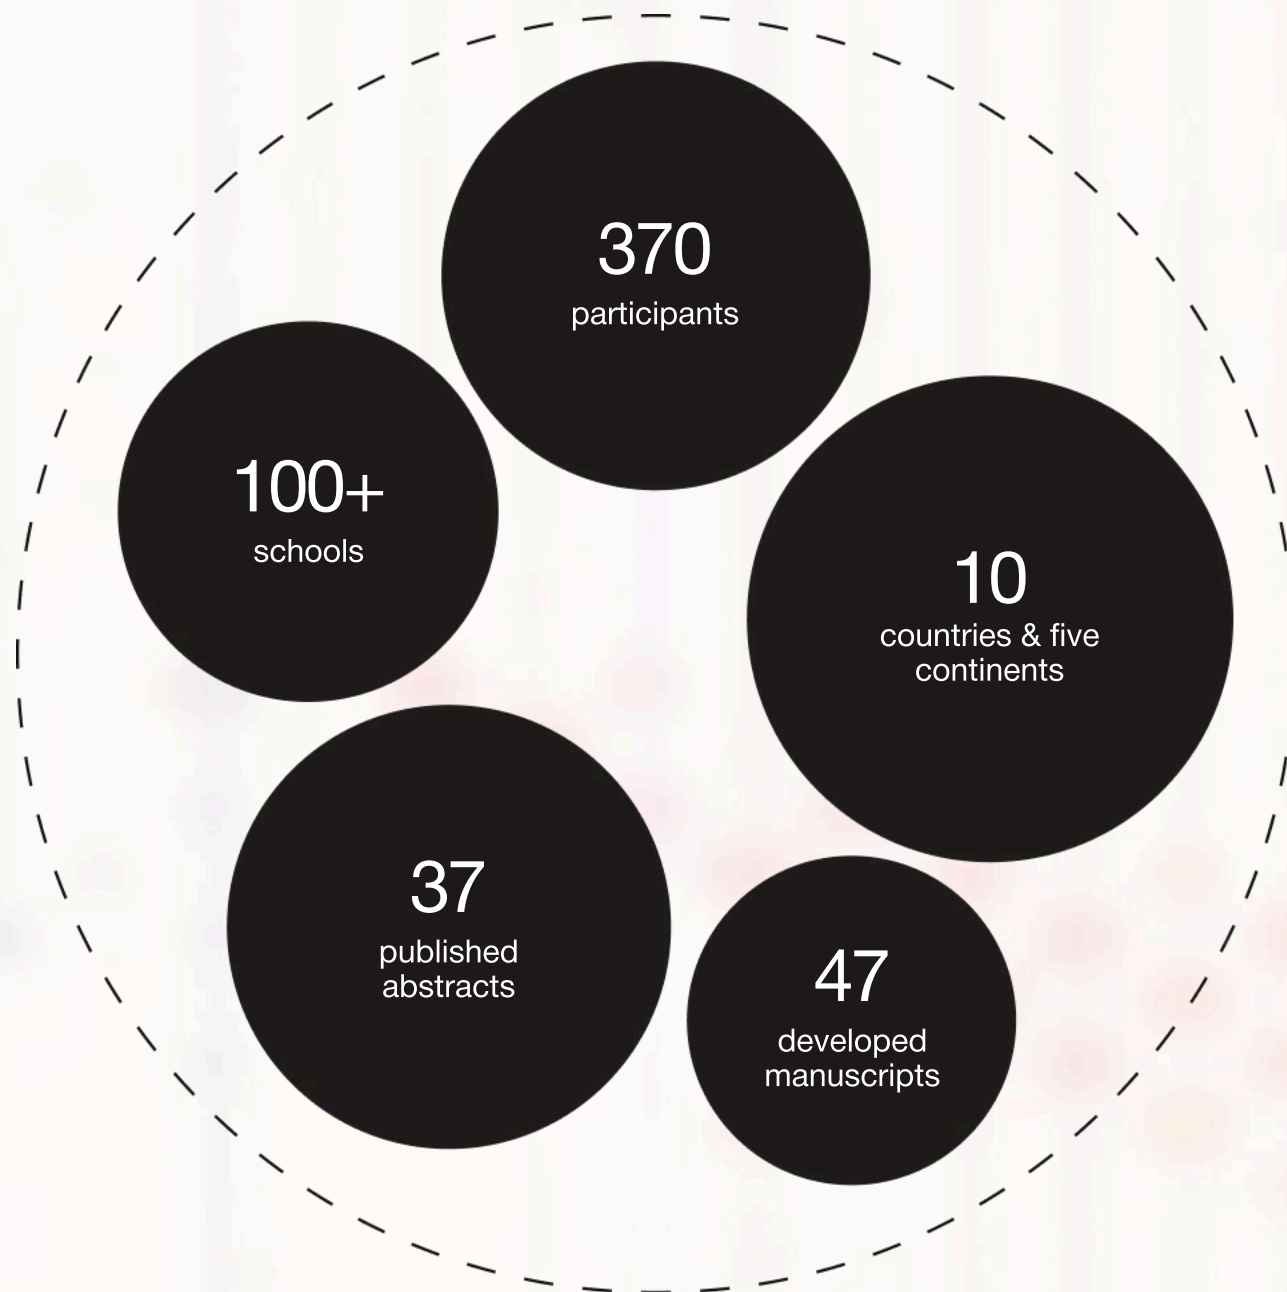 370
participants
100+
schools
10
countries & five
continents
37
published
abstracts
47
developed
manuscripts